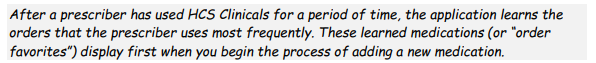 After a prescriber has used HCS Clinicals for a period of time, the application learns the
orders that the prescriber uses most frequently. These learned medications (or “order
favorites”) display first when you begin the process of adding a new medication.